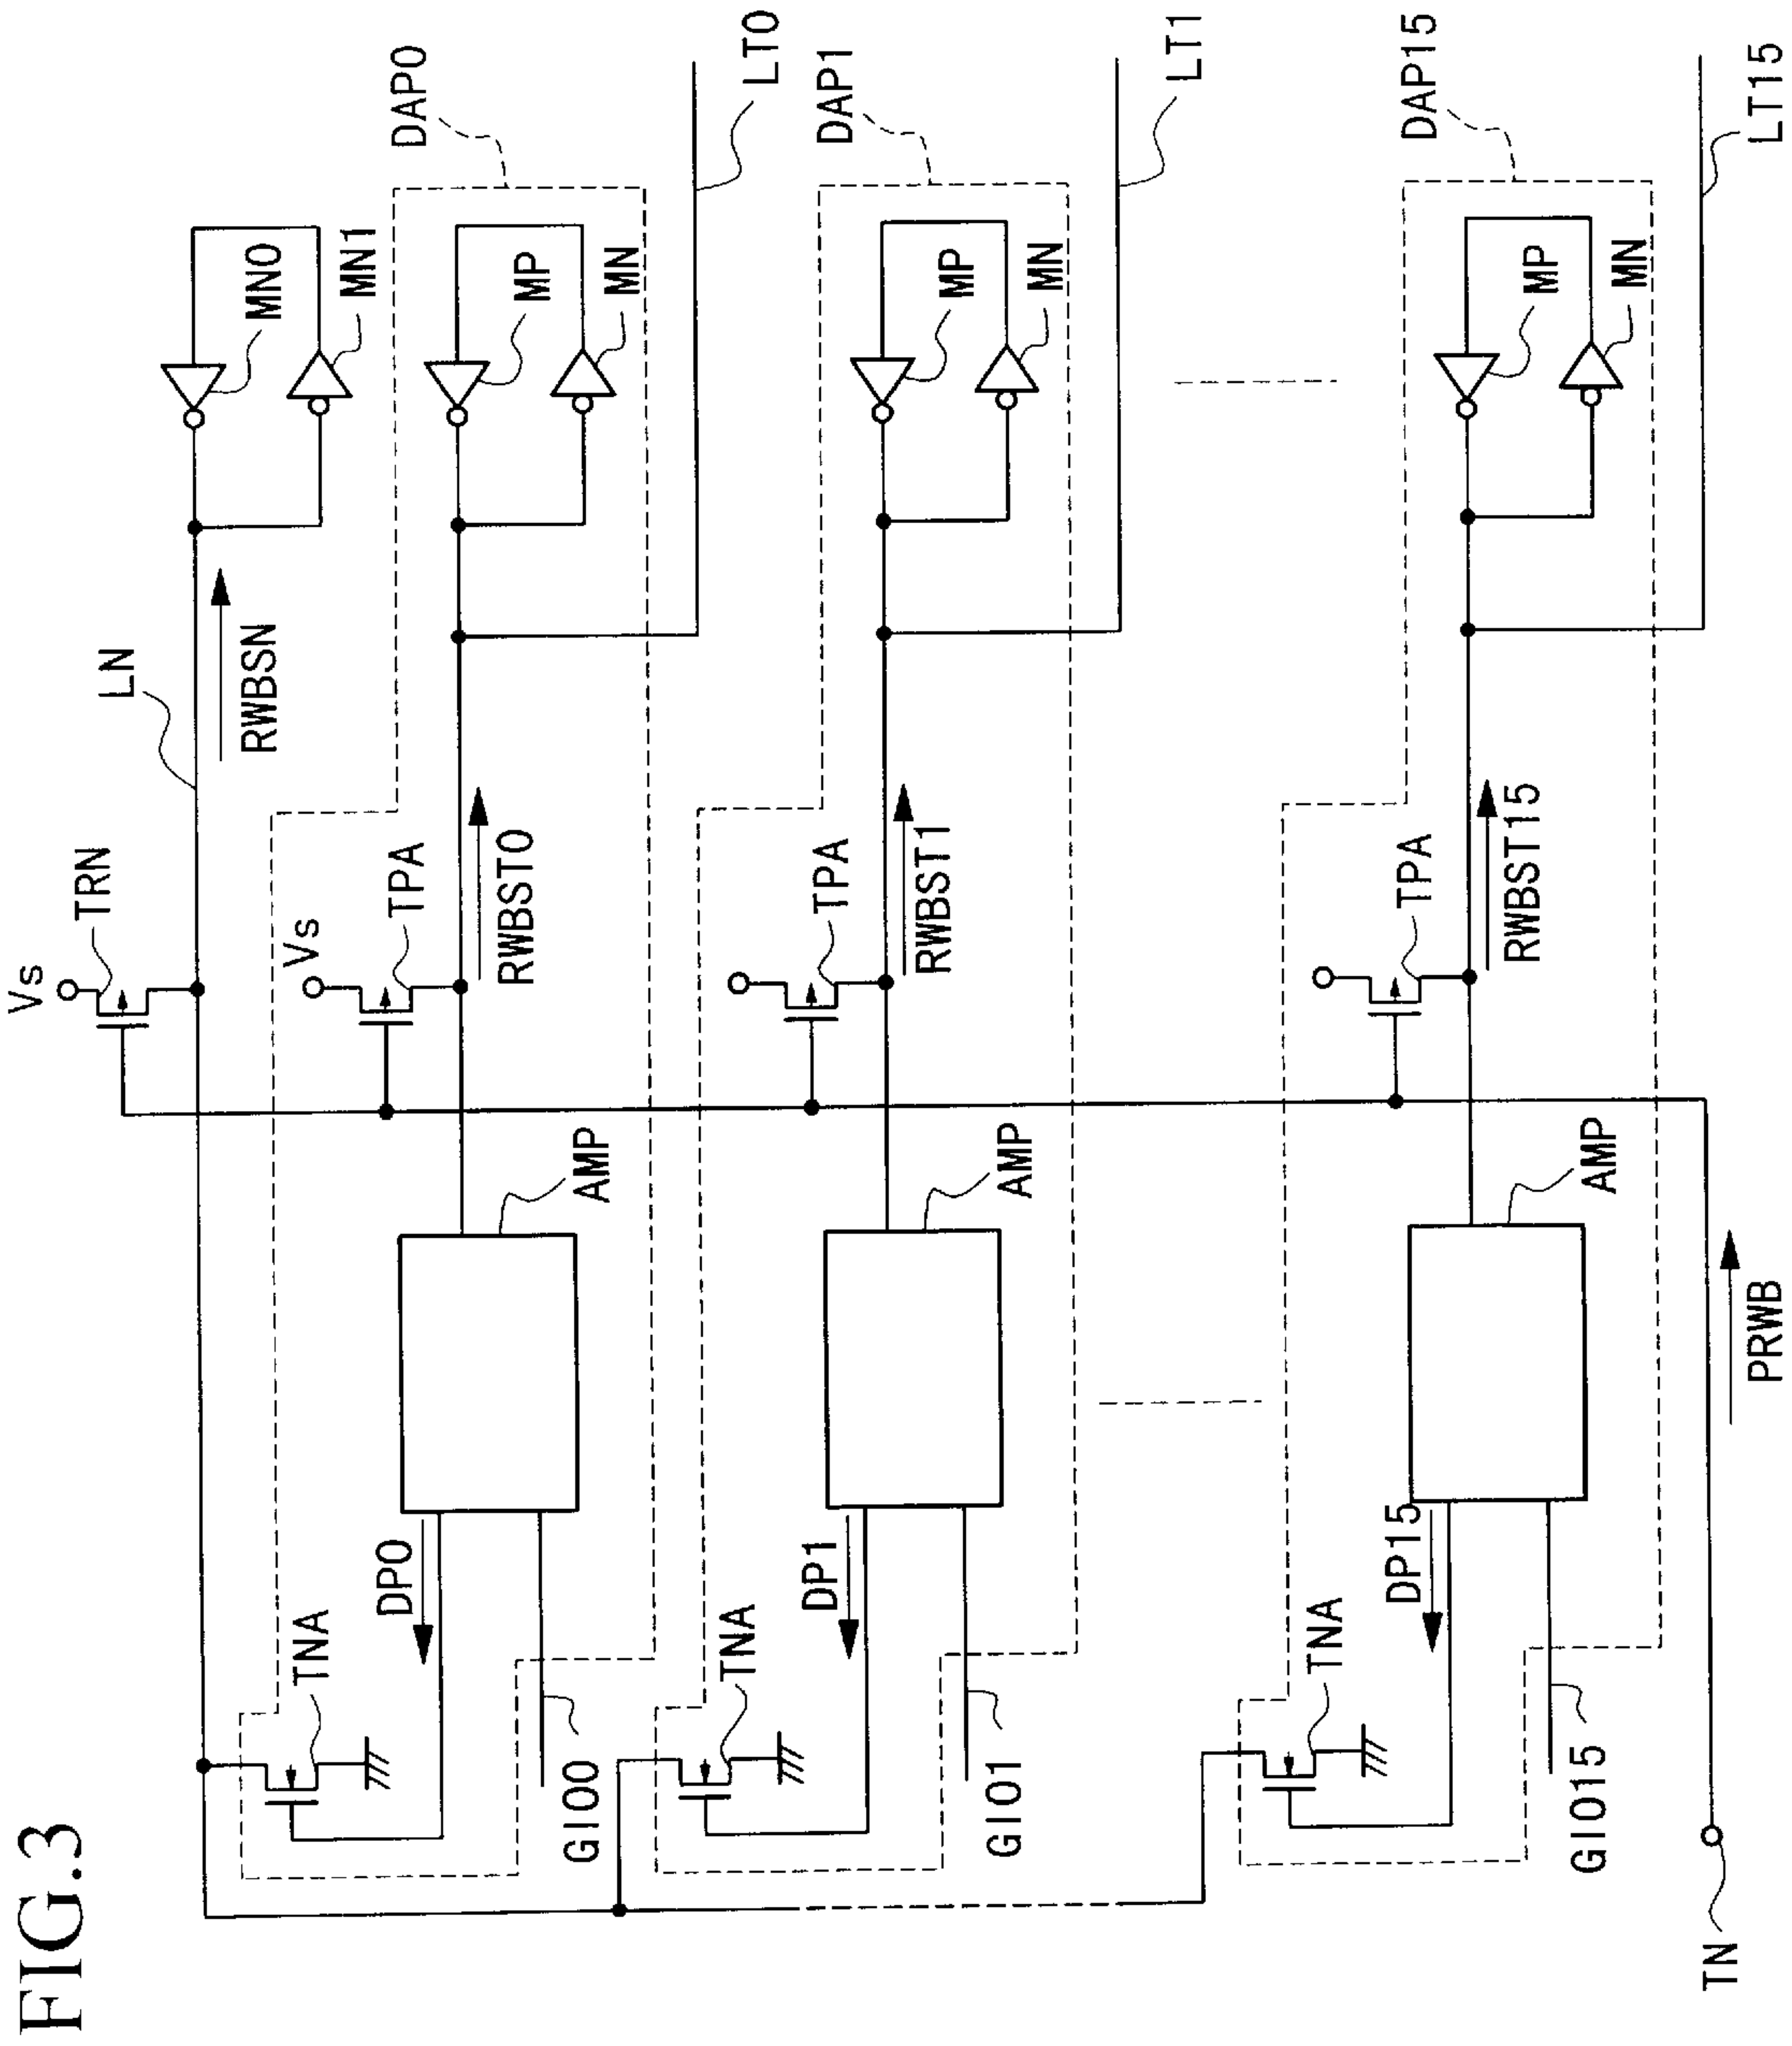 FIG.3
Vs
TRN
LN
RWBSN
MN0
MN1
DAP0
Vs
TPA
RWBST0
MP
MN
LT0
TNA
DP0
AMP
GIO0
DAP1
TPA
RWBST1
MP
MN
LT1
TNA
DP1
AMP
GIO1
DAP15
TPA
RWBST15
MP
MN
LT15
TNA
DP15
AMP
GIO15
TN
PRWB